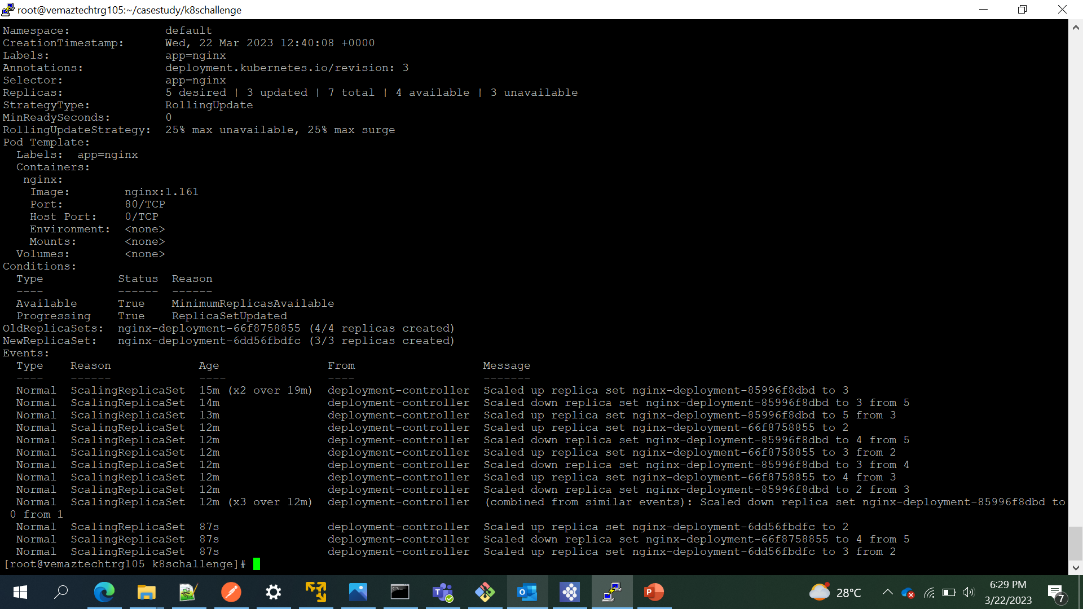 root@vemaztechtrg105:~/casestudy/k8schallenge
Namespace:              default
CreationTimestamp:      Wed, 22 Mar 2023 12:40:08 +0000
Labels:                 app=nginx
Annotations:            deployment.kubernetes.io/revision: 3
Selector:               app=nginx
Replicas:               5 desired | 3 updated | 7 total | 4 available | 3 unavailable
StrategyType:           RollingUpdate
MinReadySeconds:        0
RollingUpdateStrategy:  25% max unavailable, 25% max surge
Pod Template:
  Labels:  app=nginx
  Containers:
   nginx:
    Image:        nginx:1.161
    Port:         80/TCP
    Host Port:    0/TCP
    Environment:  <none>
    Mounts:       <none>
  Volumes:        <none>
Conditions:
  Type           Status  Reason
  ----           ------  ------
  Available      True    MinimumReplicasAvailable
  Progressing    True    ReplicaSetUpdated
OldReplicaSets:  nginx-deployment-66f8758855 (4/4 replicas created)
NewReplicaSet:   nginx-deployment-6dd56fbdfc (3/3 replicas created)
Events:
  Type    Reason             Age                 From                   Message
  ----    ------             ----                ----                   -------
  Normal  ScalingReplicaSet  15m (x2 over 19m)   deployment-controller  Scaled up replica set nginx-deployment-85996f8dbd to 3
  Normal  ScalingReplicaSet  14m                 deployment-controller  Scaled down replica set nginx-deployment-85996f8dbd to 3 from 5
  Normal  ScalingReplicaSet  13m                 deployment-controller  Scaled up replica set nginx-deployment-85996f8dbd to 5 from 3
  Normal  ScalingReplicaSet  12m                 deployment-controller  Scaled up replica set nginx-deployment-66f8758855 to 2
  Normal  ScalingReplicaSet  12m                 deployment-controller  Scaled down replica set nginx-deployment-85996f8dbd to 4 from 5
  Normal  ScalingReplicaSet  12m                 deployment-controller  Scaled up replica set nginx-deployment-66f8758855 to 3 from 2
  Normal  ScalingReplicaSet  12m                 deployment-controller  Scaled down replica set nginx-deployment-85996f8dbd to 3 from 4
  Normal  ScalingReplicaSet  12m                 deployment-controller  Scaled up replica set nginx-deployment-66f8758855 to 4 from 3
  Normal  ScalingReplicaSet  12m                 deployment-controller  Scaled down replica set nginx-deployment-85996f8dbd to 2 from 3
  Normal  ScalingReplicaSet  12m (x3 over 12m)   deployment-controller  (combined from similar events): Scaled down replica set nginx-deployment-85996f8dbd to
 0 from 1
  Normal  ScalingReplicaSet  87s                 deployment-controller  Scaled up replica set nginx-deployment-6dd56fbdfc to 2
  Normal  ScalingReplicaSet  87s                 deployment-controller  Scaled down replica set nginx-deployment-66f8758855 to 4 from 5
  Normal  ScalingReplicaSet  87s                 deployment-controller  Scaled up replica set nginx-deployment-6dd56fbdfc to 3 from 2
[root@vemaztechtrg105 k8schallenge]#
28°C
6:29 PM
3/22/2023
7